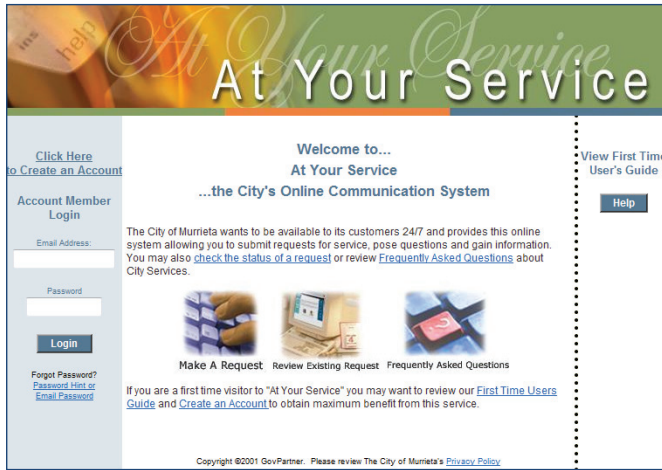 ins
help
At Your Service
At Your Service
Click Here
to Create an Account
Account Member
Login
Email Address:
Password
Login
Forgot Password?
Password Hint or
Email Password
Welcome to...
At Your Service
...the City's Online Communication System
The City of Murrieta wants to be available to its customers 24/7 and provides this online
system allowing you to submit requests for service, pose questions and gain information.
You may also check the status of a request or review Frequently Asked Questions about
City Services.
Make A Request Review Existing Request Frequently Asked Questions
If you are a first time visitor to "At Your Service" you may want to review our First Time Users
Guide and Create an Account to obtain maximum benefit from this service.
Copyright ©2001 GovPartner. Please review The City of Murrieta's Privacy Policy
View First Time
User's Guide
Help